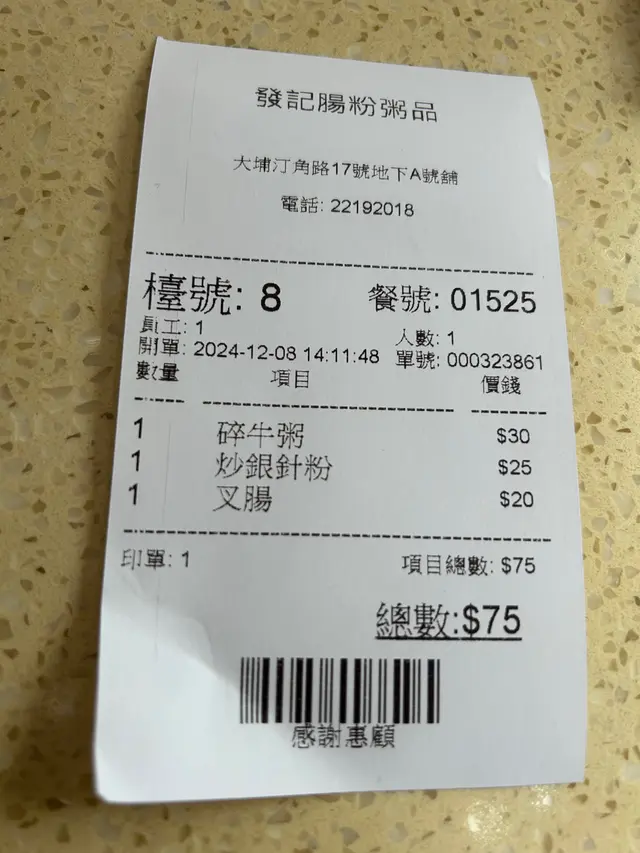 發記腸粉粥品
大埔汀角路17號地下A號舖
電話: 22192018
檯號: 8 餐號: 01525
員工: 1 人數: 1
開單: 2024-12-08 14:11:48 單號: 000323861
數量 項目 價錢
1 碎牛粥 $30
1 炒銀針粉 $25
1 叉腸 $20
印單: 1 項目總數: $75
總數:$75
感謝惠顧